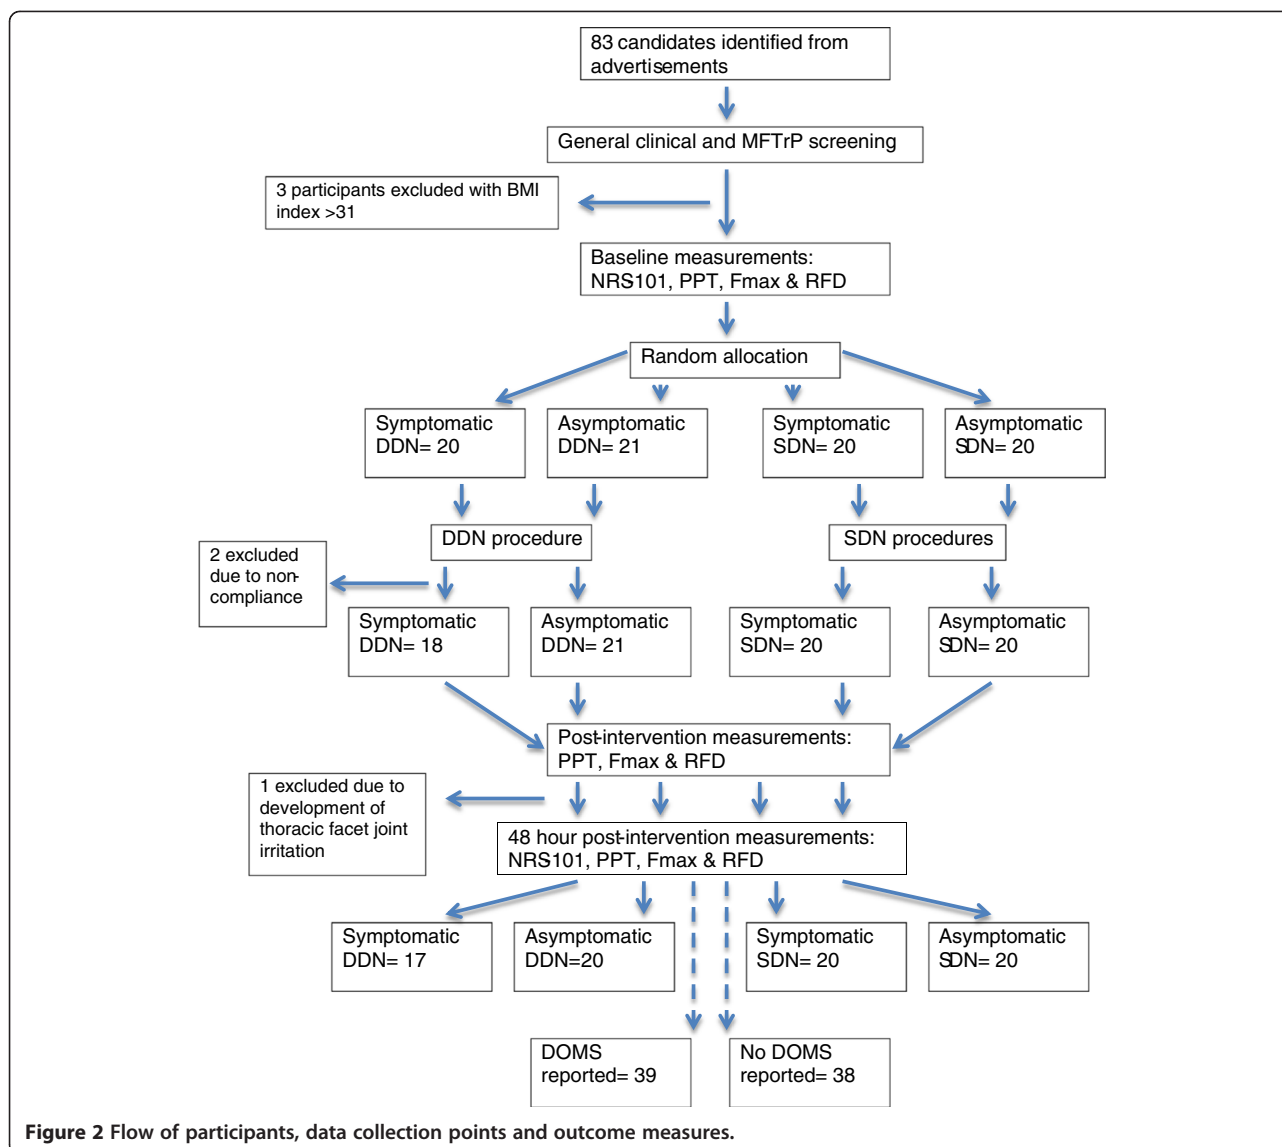 83 candidates identified from
advertisements
General clinical and MFTrP screening
3 participants excluded with BMI
index >31
Baseline measurements:
NRS101, PPT, Fmax & RFD
Random allocation
Symptomatic
DDN= 20
Asymptomatic
DDN= 21
Symptomatic
SDN= 20
Asymptomatic
SDN= 20
DDN procedure
SDN procedures
2 excluded
due to non-
compliance
Symptomatic
DDN= 18
Asymptomatic
DDN= 21
Symptomatic
SDN= 20
Asymptomatic
SDN= 20
Post-intervention measurements:
PPT, Fmax & RFD
1 excluded due to
development of
thoracic facet joint
irritation
48 hour post-intervention measurements:
NRS101, PPT, Fmax & RFD
Symptomatic
DDN= 17
Asymptomatic
DDN=20
Symptomatic
SDN= 20
Asymptomatic
SDN= 20
DOMS
reported= 39
No DOMS
reported= 38
Figure 2 Flow of participants, data collection points and outcome measures.